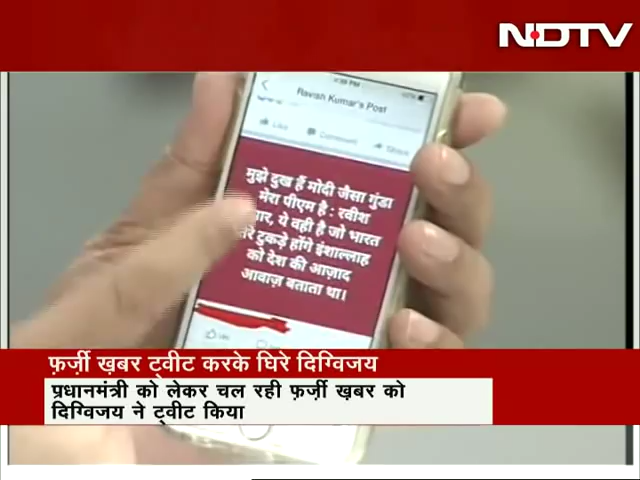 NDTV
Ravish Kumar's Post
Like Comment Share
मुझे दुख हैं मोदी जैसा गुंडा
मेरा पीएम है : रवीश
ये वही है जो भारत
टुकड़े होंगे इंशाल्लाह
को देश की आज़ाद
आवाज़ बताता था।
फ़र्ज़ी ख़बर ट्वीट करके घिरे दिग्विजय
प्रधानमंत्री को लेकर चल रही फ़र्ज़ी ख़बर को
दिग्विजय ने ट्वीट किया